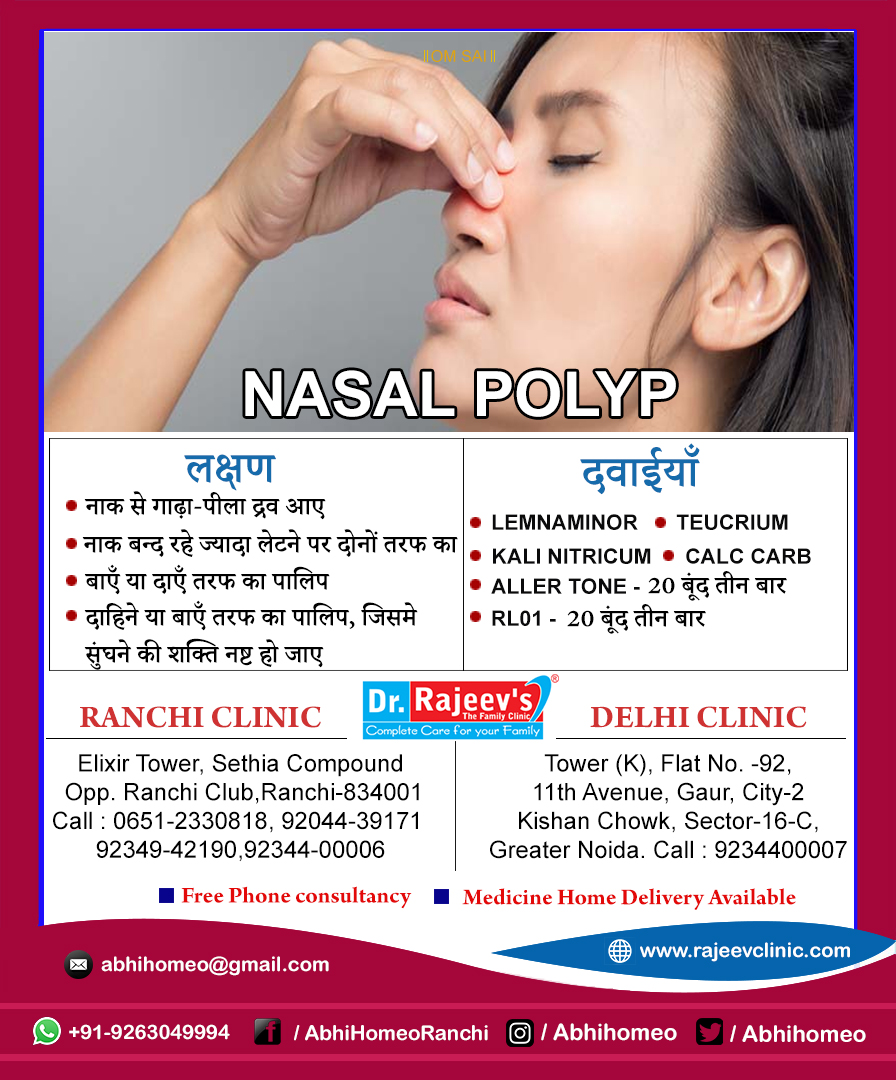 || OM SAI ||
NASAL POLYP
लक्षण
नाक से गाढ़ा-पीला द्रव आए
नाक बन्द रहे ज्यादा लेटने पर दोनों तरफ का
बाएँ या दाएँ तरफ का पालिप
दाहिने या बाएँ तरफ का पालिप, जिसमे
सुंघने की शक्ति नष्ट हो जाए
दवाईयाँ
LEMNAMINOR TEUCRIUM
KALI NITRICUM CALC CARB
ALLER TONE - 20 बूंद तीन बार
RL01 - 20 बूंद तीन बार
Dr. Rajeev's ®
The Family Clinic
Complete Care for your Family
RANCHI CLINIC
Elixir Tower, Sethia Compound
Opp. Ranchi Club,Ranchi-834001
Call : 0651-2330818, 92044-39171
92349-42190,92344-00006
DELHI CLINIC
Tower (K), Flat No. -92,
11th Avenue, Gaur, City-2
Kishan Chowk, Sector-16-C,
Greater Noida. Call : 9234400007
Free Phone consultancy Medicine Home Delivery Available
abhihomeo@gmail.com
www.rajeevclinic.com
+91-9263049994 / AbhiHomeoRanchi / Abhihomeo / Abhihomeo